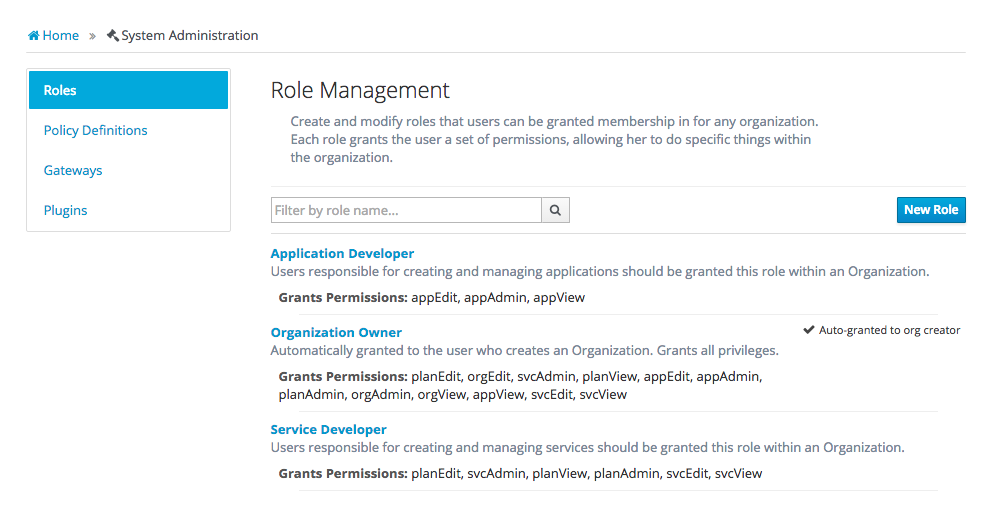 Home » System Administration
Roles
Policy Definitions
Gateways
Plugins
Role Management
Create and modify roles that users can be granted membership in for any organization.
Each role grants the user a set of permissions, allowing her to do specific things within
the organization.
Filter by role name...
New Role
Application Developer
Users responsible for creating and managing applications should be granted this role within an Organization.
Grants Permissions: appEdit, appAdmin, appView
Organization Owner
Auto-granted to org creator
Automatically granted to the user who creates an Organization. Grants all privileges.
Grants Permissions: planEdit, orgEdit, svcAdmin, planView, appEdit, appAdmin,
planAdmin, orgAdmin, orgView, appView, svcEdit, svcView
Service Developer
Users responsible for creating and managing services should be granted this role within an Organization.
Grants Permissions: planEdit, svcAdmin, planView, planAdmin, svcEdit, svcView